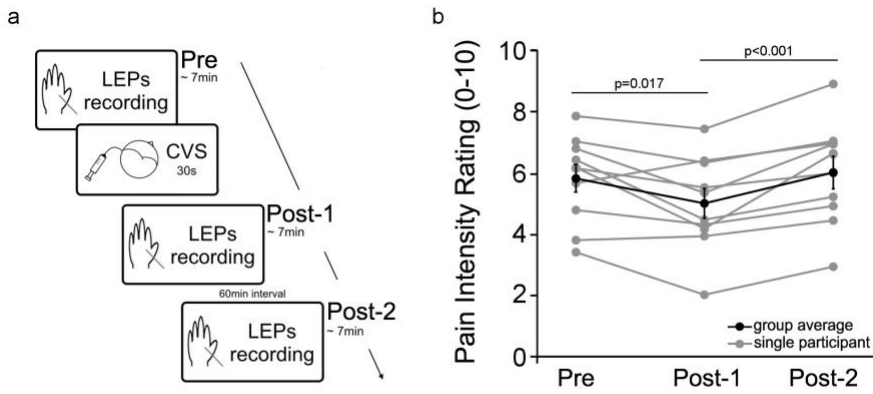 a
Pre
~ 7min
LEPs
recording
CVS
30s
Post-1
~ 7min
LEPs
recording
60min interval
Post-2
~ 7min
LEPs
recording
b
Pain Intensity Rating (0-10)
10
8
6
4
2
0
p=0.017
p<0.001
group average
single participant
Pre
Post-1
Post-2